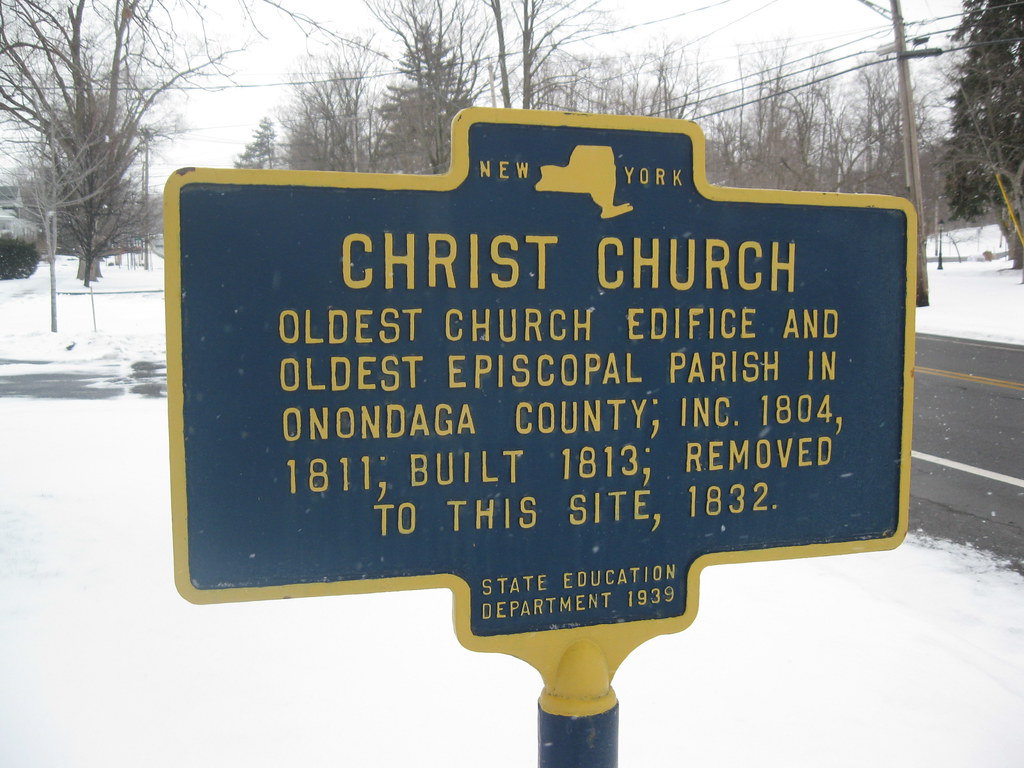 NEW YORK
CHRIST CHURCH
OLDEST CHURCH EDIFICE AND
OLDEST EPISCOPAL PARISH IN
ONONDAGA COUNTY; INC. 1804,
1811; BUILT 1813; REMOVED
TO THIS SITE, 1832.
STATE EDUCATION
DEPARTMENT 1939